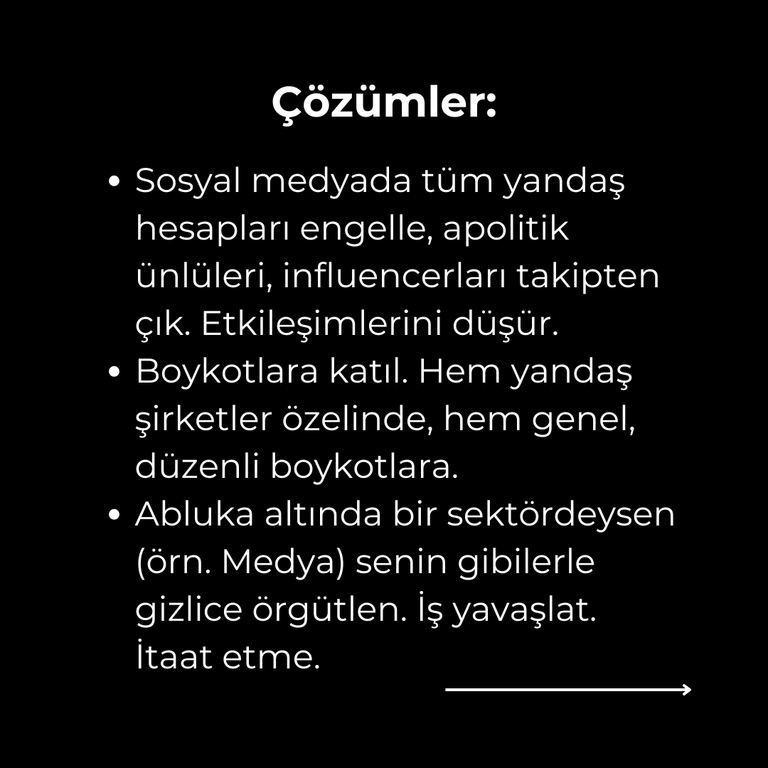 Çözümler:
• Sosyal medyada tüm yandaş
hesapları engelle, apolitik
ünlüleri, influencerları takipten
çık. Etkileşimlerini düşür.
• Boykotlara katıl. Hem yandaş
şirketler özelinde, hem genel,
düzenli boykotlara.
• Abluka altında bir sektördeysen
(örn. Medya) senin gibilerle
gizlice örgütlen. İş yavaşlat.
İtaat etme.